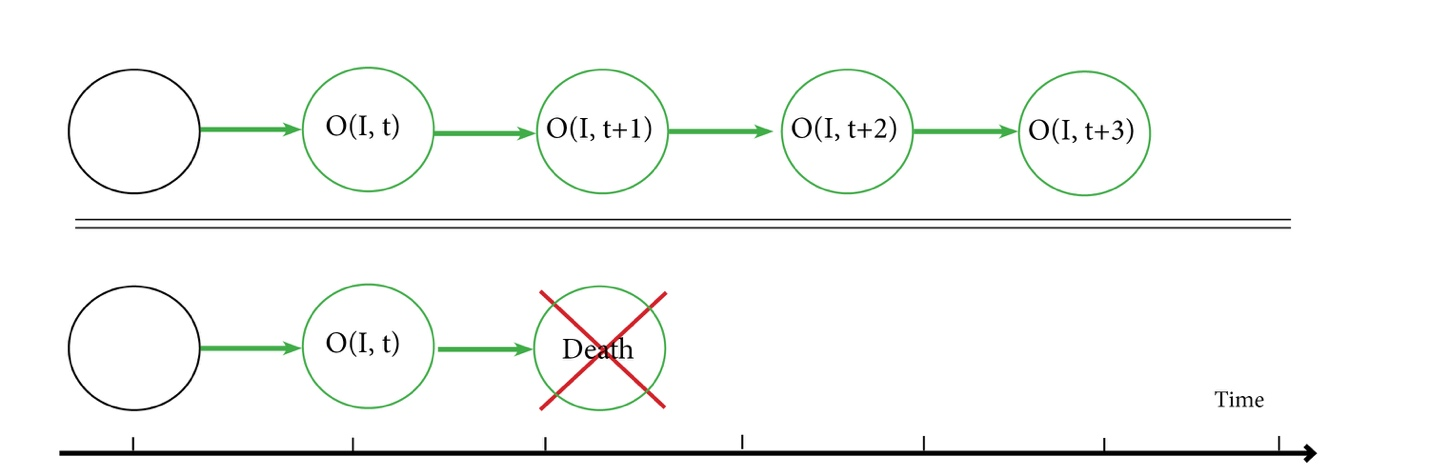 O(I, t)
O(I, t+1)
O(I, t+2)
O(I, t+3)
O(I, t)
Death
Time